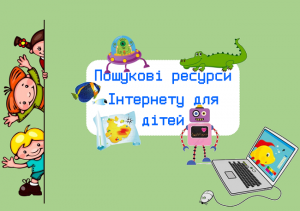 Пошукові ресурси
Інтернету для
дітей